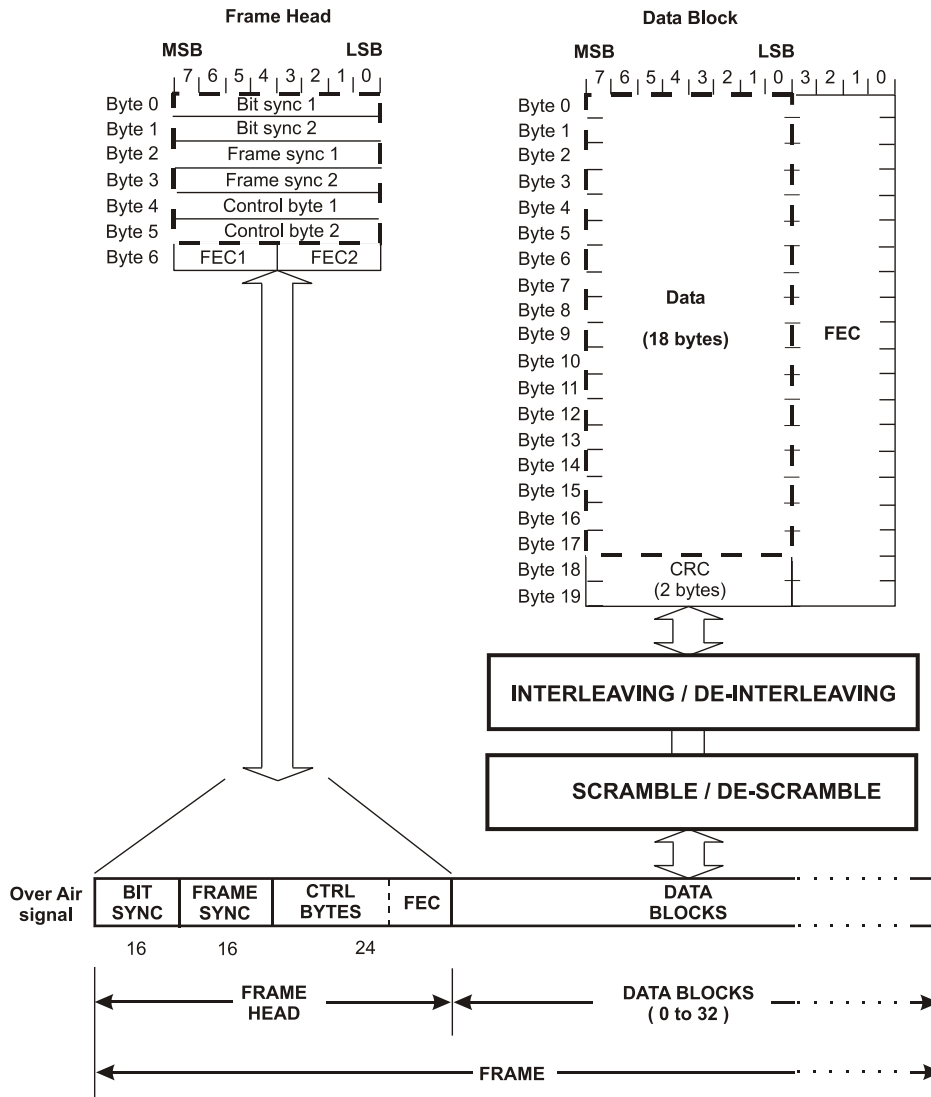 Frame Head
MSB LSB
7 6 5 4 3 2 1 0
Byte 0 Bit sync 1
Byte 1 Bit sync 2
Byte 2 Frame sync 1
Byte 3 Frame sync 2
Byte 4 Control byte 1
Byte 5 Control byte 2
Byte 6 FEC1 FEC2
Data Block
MSB LSB
7 6 5 4 3 2 1 0 3 2 1 0
Byte 0
Byte 1
Byte 2
Byte 3
Byte 4
Byte 5
Byte 6
Byte 7
Byte 8
Byte 9
Byte 10
Byte 11
Byte 12
Byte 13
Byte 14
Byte 15
Byte 16
Byte 17
Byte 18
Byte 19
Data
(18 bytes)
FEC
CRC
(2 bytes)
INTERLEAVING / DE-INTERLEAVING
SCRAMBLE / DE-SCRAMBLE
Over Air
signal
BIT
SYNC
FRAME
SYNC
CTRL
BYTES
FEC
DATA
BLOCKS
16 16 24
FRAME
HEAD
DATA BLOCKS
( 0 to 32 )
FRAME